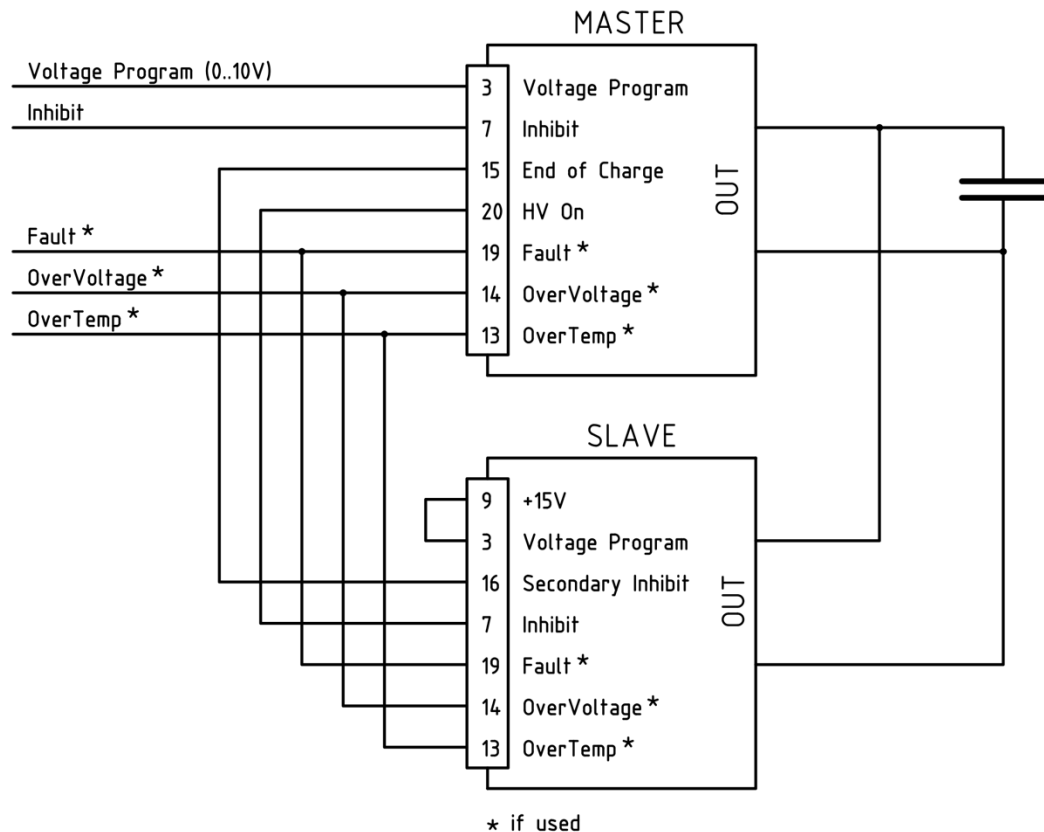 MASTER
Voltage Program (0..10V)
3 Voltage Program
Inhibit
7 Inhibit
15 End of Charge
20 HV On
Fault *
19 Fault *
OverVoltage *
14 OverVoltage *
OverTemp *
13 OverTemp *
OUT
SLAVE
9 +15V
3 Voltage Program
16 Secondary Inhibit
7 Inhibit
19 Fault *
14 OverVoltage *
13 OverTemp *
OUT
* if used